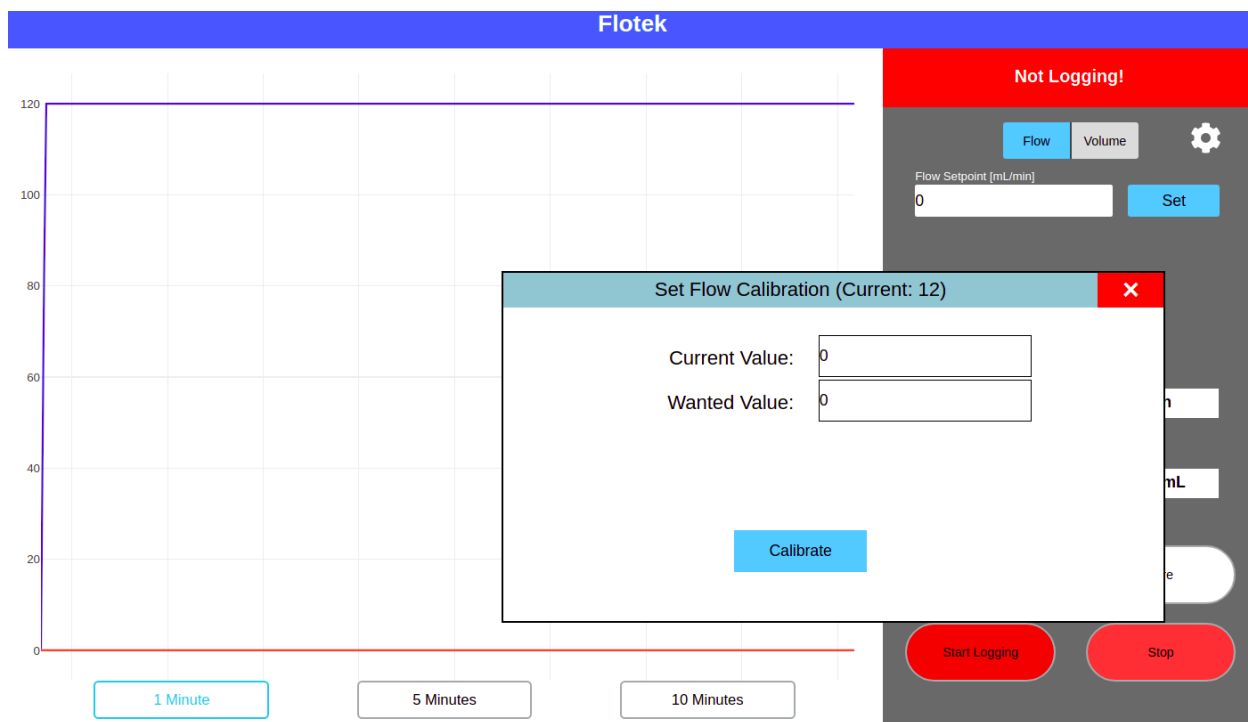 Flotek
Not Logging!
Flow
Volume
Flow Setpoint [mL/min]
0
Set
120
100
80
60
40
20
0
Set Flow Calibration (Current: 12)
Current Value:
0
Wanted Value:
0
Calibrate
mL
Start Logging
Stop
1 Minute
5 Minutes
10 Minutes